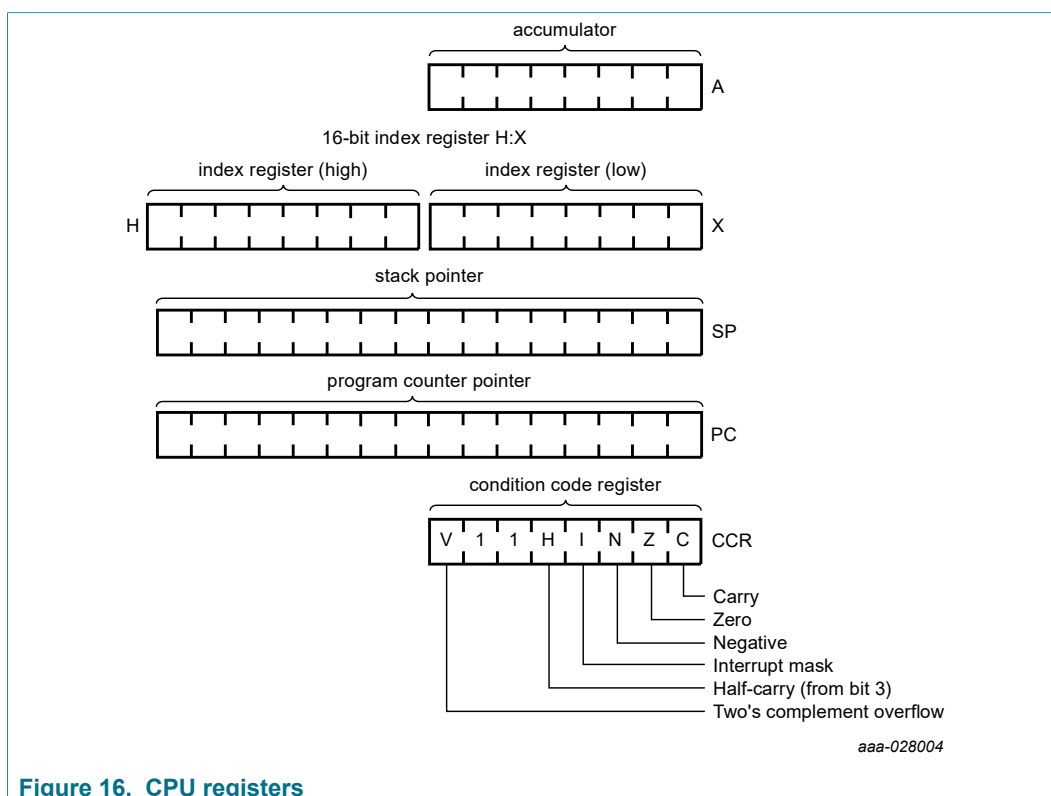 accumulator
A
16-bit index register H:X
index register (high)
index register (low)
H
X
stack pointer
SP
program counter pointer
PC
condition code register
V 1 1 H I N Z C
CCR
Carry
Zero
Negative
Interrupt mask
Half-carry (from bit 3)
Two's complement overflow
aaa-028004
Figure 16. CPU registers